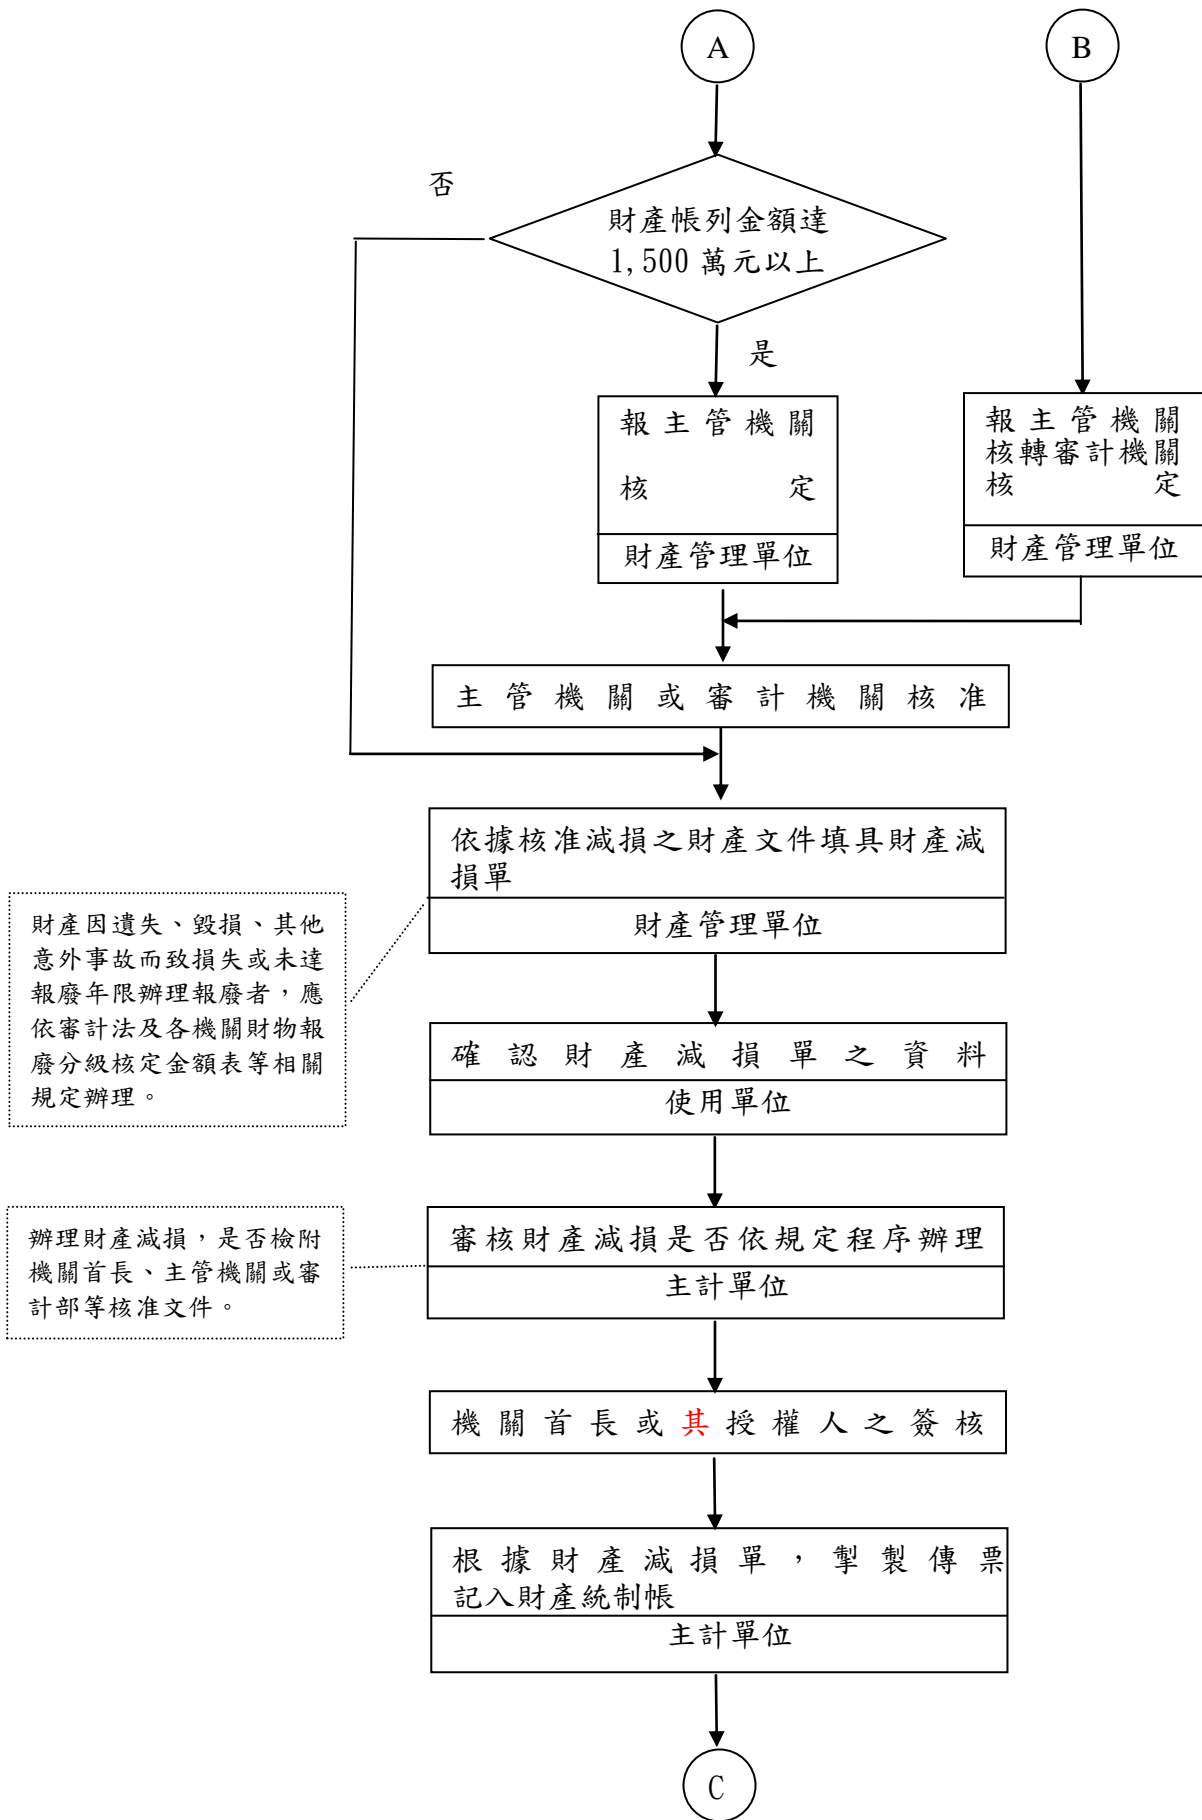 A
B
否
財產帳列金額達
1,500 萬元以上
是
報主管機關
核定
財產管理單位
報主管機關
核轉審計機關
核定
財產管理單位
主管機關或審計機關核准
依據核准減損之財產文件填具財產減
損單
財產管理單位
財產因遺失、毀損、其他
意外事故而致損失或未達
報廢年限辦理報廢者，應
依審計法及各機關財物報
廢分級核定金額表等相關
規定辦理。
確認財產減損單之資料
使用單位
審核財產減損是否依規定程序辦理
主計單位
辦理財產減損，是否檢附
機關首長、主管機關或審
計部等核准文件。
機關首長或其授權人之簽核
根據財產減損單，掣製傳票
記入財產統制帳
主計單位
C